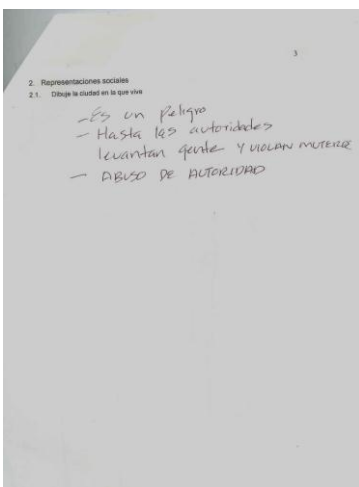 3
2. Representaciones sociales
2.1. Dibuje la ciudad en la que vive
-Es un peligro
- Hasta las autoridades
levantan gente y VIOLAN
- ABUSO DE AUTORIDAD